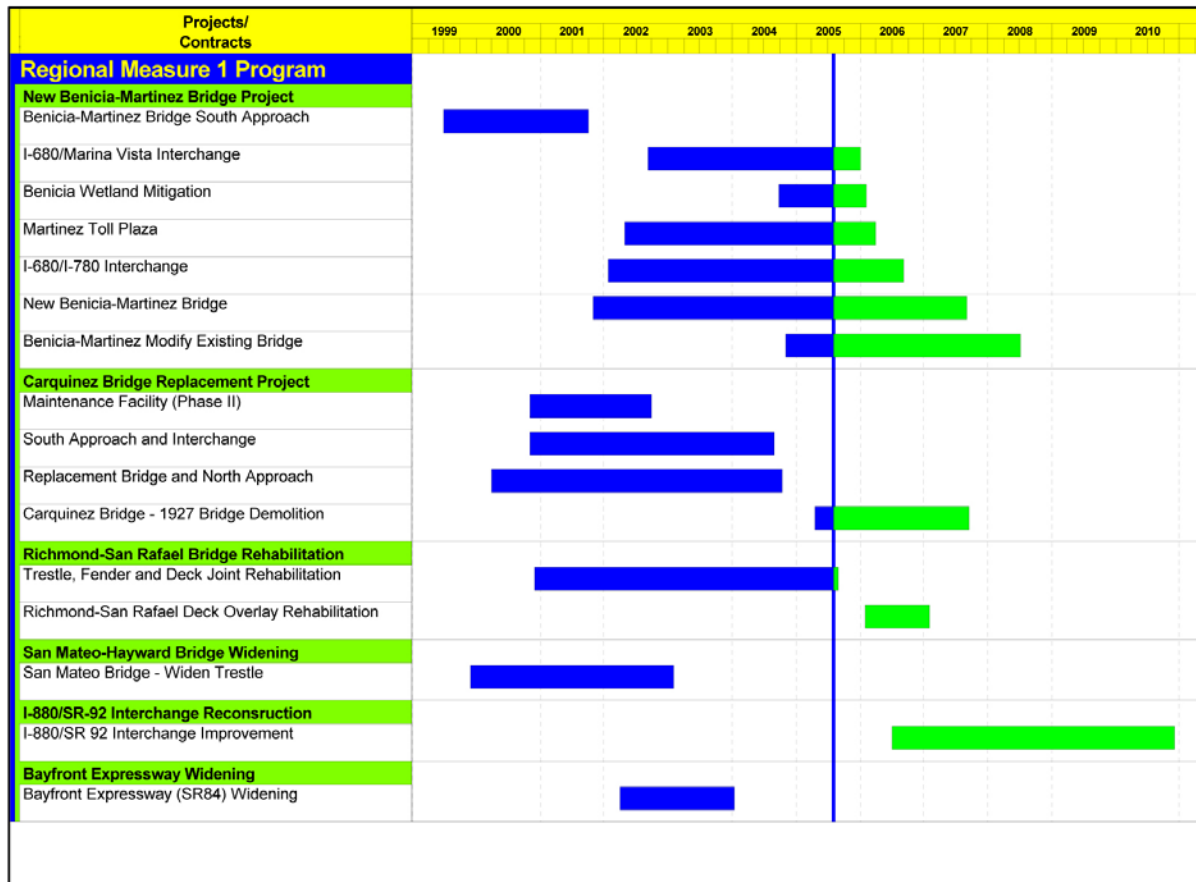 Projects/
Contracts
1999 2000 2001 2002 2003 2004 2005 2006 2007 2008 2009 2010
Regional Measure 1 Program
New Benicia-Martinez Bridge Project
Benicia-Martinez Bridge South Approach
I-680/Marina Vista Interchange
Benicia Wetland Mitigation
Martinez Toll Plaza
I-680/I-780 Interchange
New Benicia-Martinez Bridge
Benicia-Martinez Modify Existing Bridge
Carquinez Bridge Replacement Project
Maintenance Facility (Phase II)
South Approach and Interchange
Replacement Bridge and North Approach
Carquinez Bridge - 1927 Bridge Demolition
Richmond-San Rafael Bridge Rehabilitation
Trestle, Fender and Deck Joint Rehabilitation
Richmond-San Rafael Deck Overlay Rehabilitation
San Mateo-Hayward Bridge Widening
San Mateo Bridge - Widen Trestle
I-880/SR-92 Interchange Reconsruction
I-880/SR 92 Interchange Improvement
Bayfront Expressway Widening
Bayfront Expressway (SR84) Widening